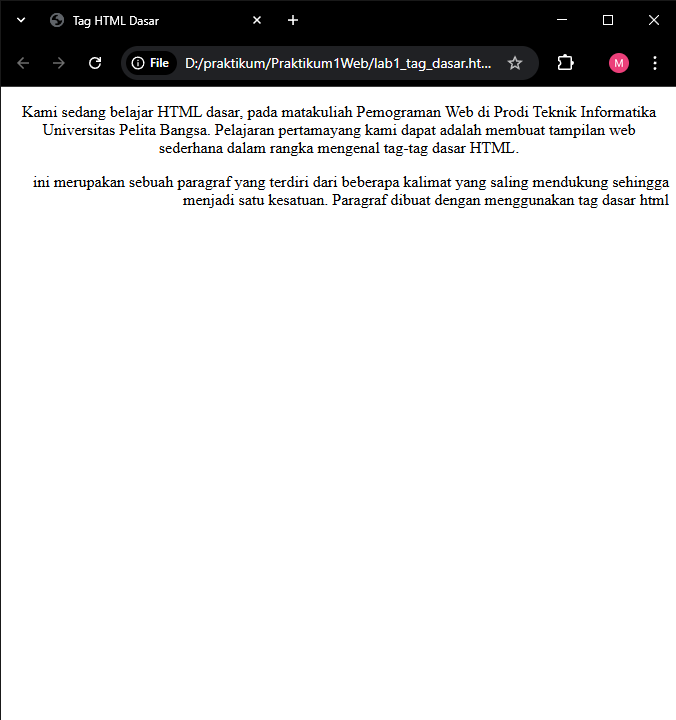 Tag HTML Dasar
File
D:/praktikum/Praktikum1Web/lab1_tag_dasar.ht...
M
Kami sedang belajar HTML dasar, pada matakuliah Pemograman Web di Prodi Teknik Informatika
Universitas Pelita Bangsa. Pelajaran pertamayang kami dapat adalah membuat tampilan web
sederhana dalam rangka mengenal tag-tag dasar HTML.
ini merupakan sebuah paragraf yang terdiri dari beberapa kalimat yang saling mendukung sehingga
menjadi satu kesatuan. Paragraf dibuat dengan menggunakan tag dasar html